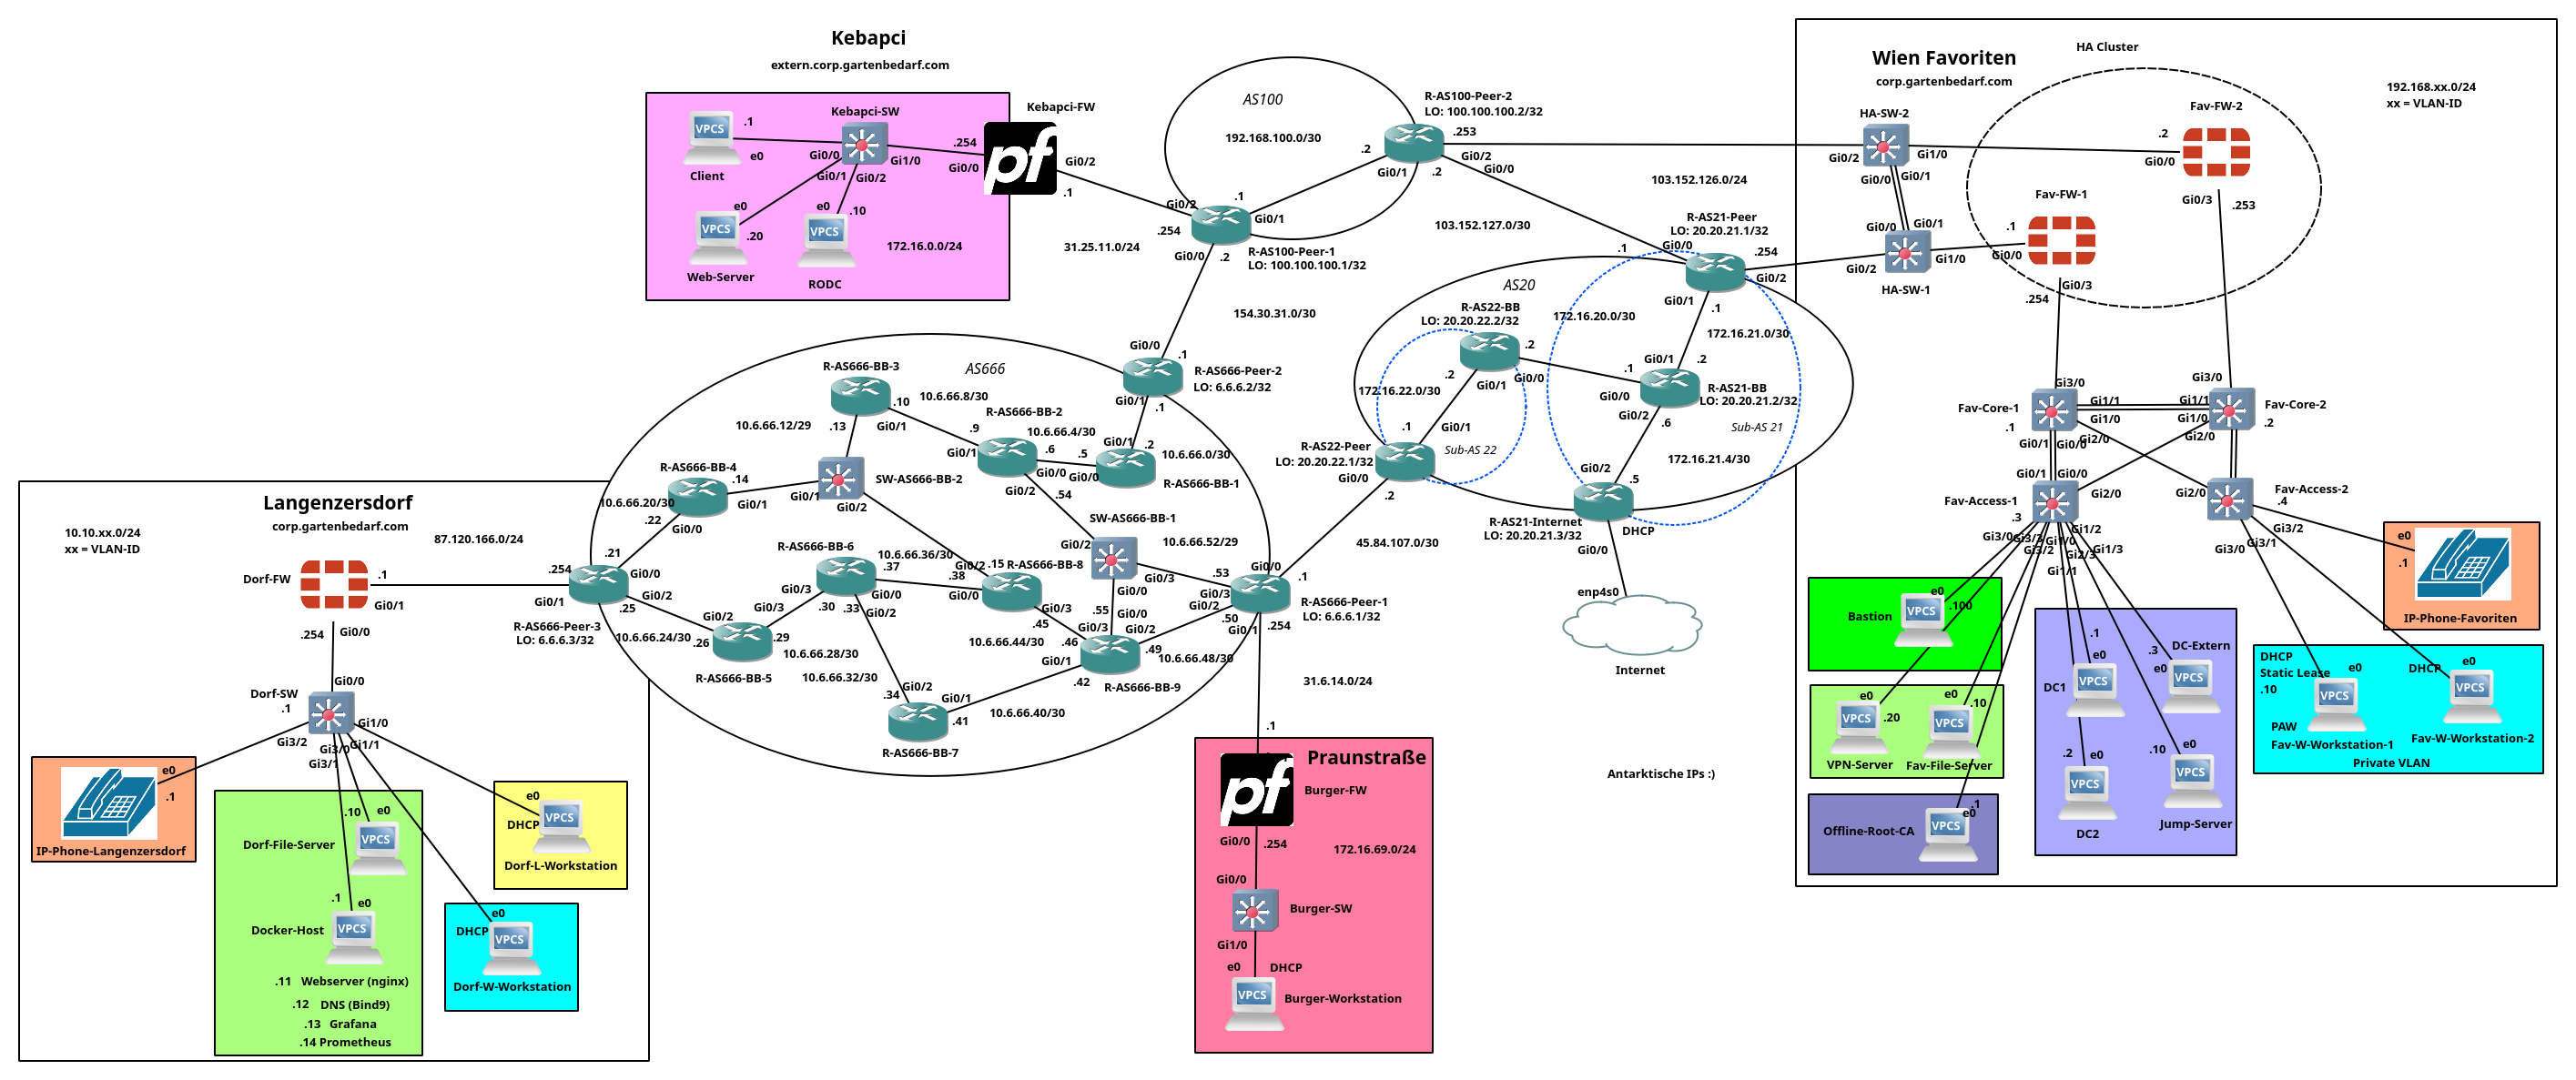 Kebapci
extern.corp.gartenbedarf.com
Kebapci-SW
Kebapci-FW
VPCS
.1
e0
Client
Gi0/0
Gi0/1
Gi0/2
Gi1/0
.254
Gi0/0
Gi0/2
.1
e0
VPCS
.20
Web-Server
e0
.10
VPCS
RODC
172.16.0.0/24
31.25.11.0/24
AS100
192.168.100.0/30
R-AS100-Peer-2
LO: 100.100.100.2/32
.253
Gi0/2
Gi0/0
.2
.2
Gi0/1
.1
Gi0/1
Gi0/2
.254
Gi0/0
.2
R-AS100-Peer-1
LO: 100.100.100.1/32
154.30.31.0/30
103.152.126.0/24
103.152.127.0/30
R-AS21-Peer
LO: 20.20.21.1/32
.1
Gi0/0
.254
Gi0/2
Gi0/1
.1
AS20
R-AS22-BB
LO: 20.20.22.2/32
172.16.20.0/30
172.16.21.0/30
.2
Gi0/0
.2
Gi0/1
172.16.22.0/30
.1
Gi0/0
Gi0/1
.2
R-AS21-BB
LO: 20.20.21.2/32
Gi0/2
.6
Sub-AS 21
172.16.21.4/30
R-AS22-Peer
LO: 20.20.22.1/32
.1
Gi0/1
Sub-AS 22
Gi0/0
.2
Gi0/2
.5
R-AS21-Internet
LO: 20.20.21.3/32
DHCP
Gi0/0
45.84.107.0/30
enp4s0
Internet
Antarktische IPs :)
Wien Favoriten
corp.gartenbedarf.com
HA Cluster
192.168.xx.0/24
xx = VLAN-ID
HA-SW-2
Gi0/2
Gi1/0
Gi0/0
Gi0/1
Gi0/0
Gi0/1
Gi0/2
Gi1/0
HA-SW-1
Fav-FW-2
.2
Gi0/0
Gi0/3
.253
Fav-FW-1
.1
Gi0/0
Gi0/3
.254
Gi3/0
Fav-Core-1
.1
Gi1/1
Gi1/0
Gi2/0
Gi0/1
Gi0/0
Gi3/0
Gi1/1
Gi1/0
Gi2/0
Fav-Core-2
.2
Gi0/1
Gi0/0
Fav-Access-1
.3
Gi2/0
Gi2/0
Fav-Access-2
.4
Gi3/2
Gi3/1
Gi3/0
Gi3/0
Gi3/3
Gi3/2
Gi1/0
Gi1/1
Gi1/2
Gi2/3
Gi1/3
Bastion
VPCS
e0
.100
e0
VPCS
.20
VPN-Server
e0
.10
VPCS
Fav-File-Server
Offline-Root-CA
VPCS
.1
e0
.1
e0
DC1
VPCS
DC-Extern
.3
e0
VPCS
.2
e0
VPCS
DC2
.10
e0
VPCS
Jump-Server
e0
.1
IP-Phone-Favoriten
DHCP
Static Lease
.10
e0
VPCS
PAW
Fav-W-Workstation-1
DHCP
e0
VPCS
Fav-W-Workstation-2
Private VLAN
AS666
Gi0/0
.1
R-AS666-Peer-2
LO: 6.6.6.2/32
Gi0/1
.1
R-AS666-BB-3
.10
Gi0/1
.13
10.6.66.8/30
10.6.66.12/29
R-AS666-BB-2
.9
Gi0/1
10.6.66.4/30
.6
Gi0/0
Gi0/2
.5
Gi0/0
Gi0/1
.2
10.6.66.0/30
R-AS666-BB-1
R-AS666-BB-4
.14
Gi0/1
10.6.66.20/30
.22
Gi0/0
SW-AS666-BB-2
Gi0/1
Gi0/2
.54
SW-AS666-BB-1
Gi0/2
Gi0/3
Gi0/0
10.6.66.52/29
R-AS666-BB-6
10.6.66.36/30
.37
Gi0/0
Gi0/2
Gi0/3
.30
.33
Gi0/2
.15
R-AS666-BB-8
.38
Gi0/0
Gi0/3
.45
.53
Gi0/3
Gi0/2
.50
Gi0/1
Gi0/0
.1
R-AS666-Peer-1
LO: 6.6.6.1/32
.254
.55
Gi0/3
Gi0/2
.46
.49
10.6.66.44/30
10.6.66.48/30
Gi0/1
.42
R-AS666-BB-9
.21
Gi0/0
Gi0/2
.25
.254
Gi0/1
R-AS666-Peer-3
LO: 6.6.6.3/32
10.6.66.24/30
Gi0/2
.26
Gi0/3
.29
10.6.66.28/30
R-AS666-BB-5
10.6.66.32/30
.34
Gi0/2
Gi0/1
.41
R-AS666-BB-7
10.6.66.40/30
31.6.14.0/24
.1
Praunstraße
Burger-FW
Gi0/0
.254
172.16.69.0/24
Gi0/0
Burger-SW
Gi1/0
e0
DHCP
VPCS
Burger-Workstation
Langenzersdorf
corp.gartenbedarf.com
10.10.xx.0/24
xx = VLAN-ID
87.120.166.0/24
Dorf-FW
.1
Gi0/1
.254
Gi0/0
Gi0/0
Dorf-SW
.1
Gi1/0
Gi1/1
Gi3/2
Gi3/0
Gi3/1
e0
.1
IP-Phone-Langenzersdorf
.10
e0
Dorf-File-Server
VPCS
.1
e0
Docker-Host
VPCS
.11 Webserver (nginx)
.12 DNS (Bind9)
.13 Grafana
.14 Prometheus
e0
DHCP
VPCS
Dorf-L-Workstation
e0
DHCP
VPCS
Dorf-W-Workstation